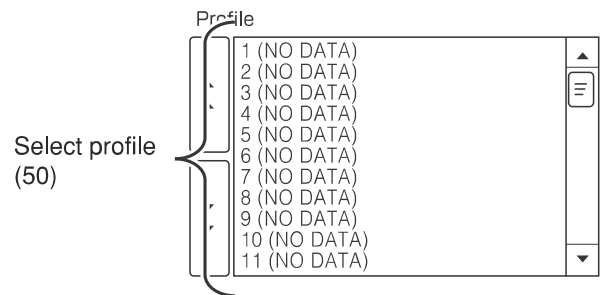 Profile
Select profile
(50)
1 (NO DATA)
2 (NO DATA)
3 (NO DATA)
4 (NO DATA)
5 (NO DATA)
6 (NO DATA)
7 (NO DATA)
8 (NO DATA)
9 (NO DATA)
10 (NO DATA)
11 (NO DATA)